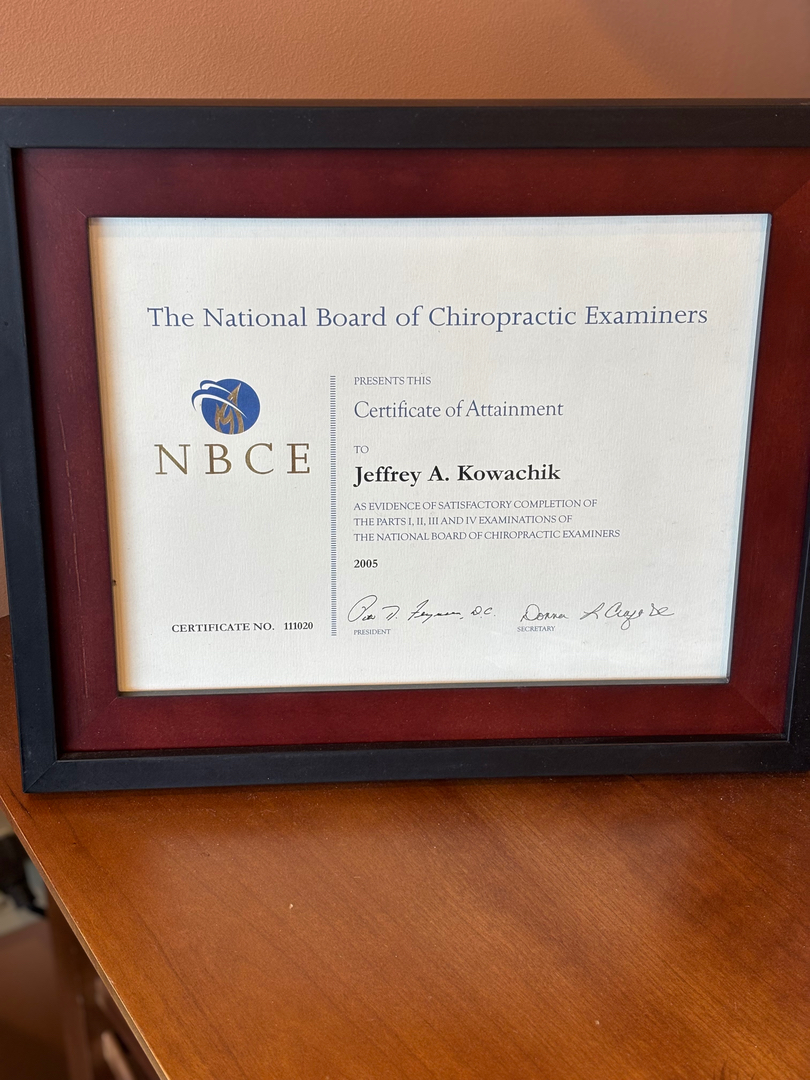 The National Board of Chiropractic Examiners
NBCE
PRESENTS THIS
Certificate of Attainment
TO
Jeffrey A. Kowachik
AS EVIDENCE OF SATISFACTORY COMPLETION OF
THE PARTS I, II, III AND IV EXAMINATIONS OF
THE NATIONAL BOARD OF CHIROPRACTIC EXAMINERS
2005
D.C.
Donna
PRESIDENT
SECRETARY
CERTIFICATE NO. 111020